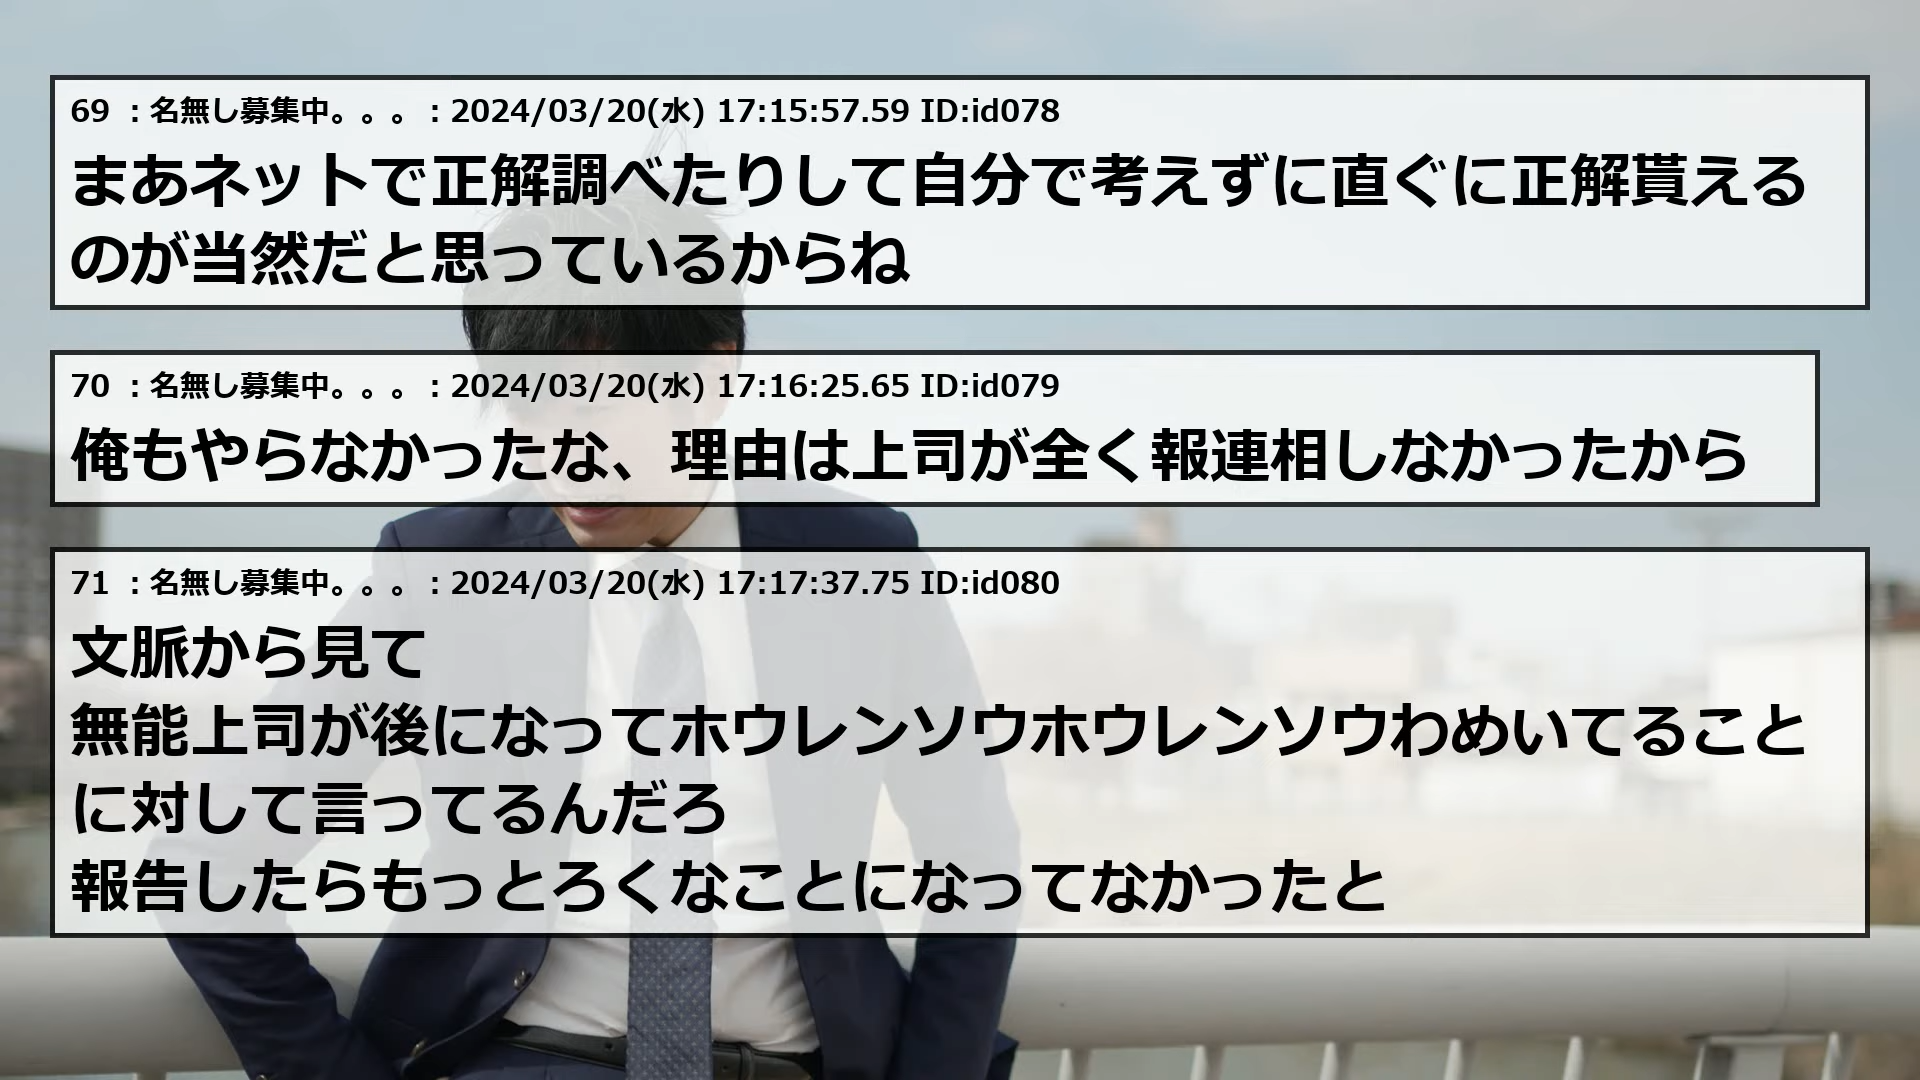 69 ：名無し募集中。。。：2024/03/20(水) 17:15:57.59 ID:id078
まあネットで正解調べたりして自分で考えずに直ぐに正解貰える
のが当然だと思っているからね
70 ：名無し募集中。。。：2024/03/20(水) 17:16:25.65 ID:id079
俺もやらなかったな、理由は上司が全く報連相しなかったから
71 ：名無し募集中。。。：2024/03/20(水) 17:17:37.75 ID:id080
文脈から見て
無能上司が後になってホウレンソウホウレンソウわめいてること
に対して言ってるんだろ
報告したらもっとろくなことになってなかったと